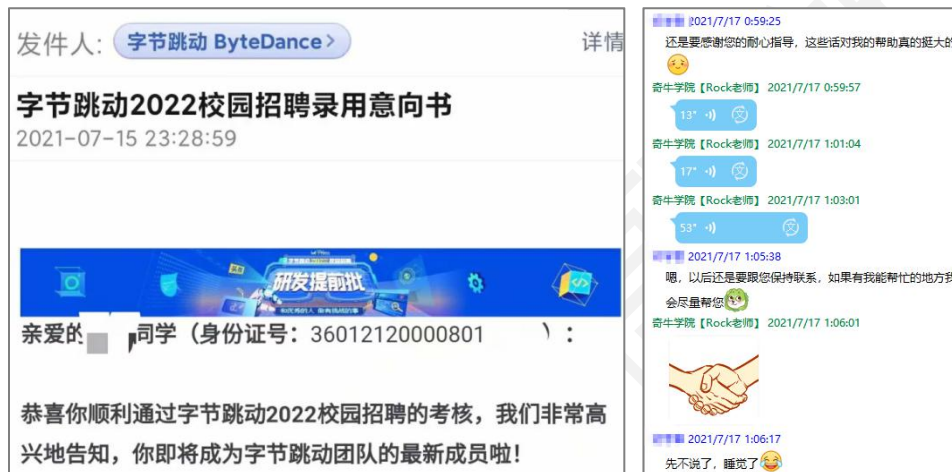 发件人: 字节跳动 ByteDance>
详情
字节跳动2022校园招聘录用意向书
2021-07-15 23:28:59
研发提前批
亲爱的 同学（身份证号：36012120000801 ）：
恭喜你顺利通过字节跳动2022校园招聘的考核，我们非常高
兴地告知，你即将成为字节跳动团队的最新成员啦！
2021/7/17 0:59:25
还是要感谢您的耐心指导，这些话对我的帮助真的挺大的
奇牛学院【Rock老师】 2021/7/17 0:59:57
13"
奇牛学院【Rock老师】 2021/7/17 1:01:04
17"
奇牛学院【Rock老师】 2021/7/17 1:03:01
53"
2021/7/17 1:05:38
嗯，以后还是要跟您保持联系，如果有我能帮忙的地方我
会尽量帮您
奇牛学院【Rock老师】 2021/7/17 1:06:01
2021/7/17 1:06:17
先不说了，睡觉了